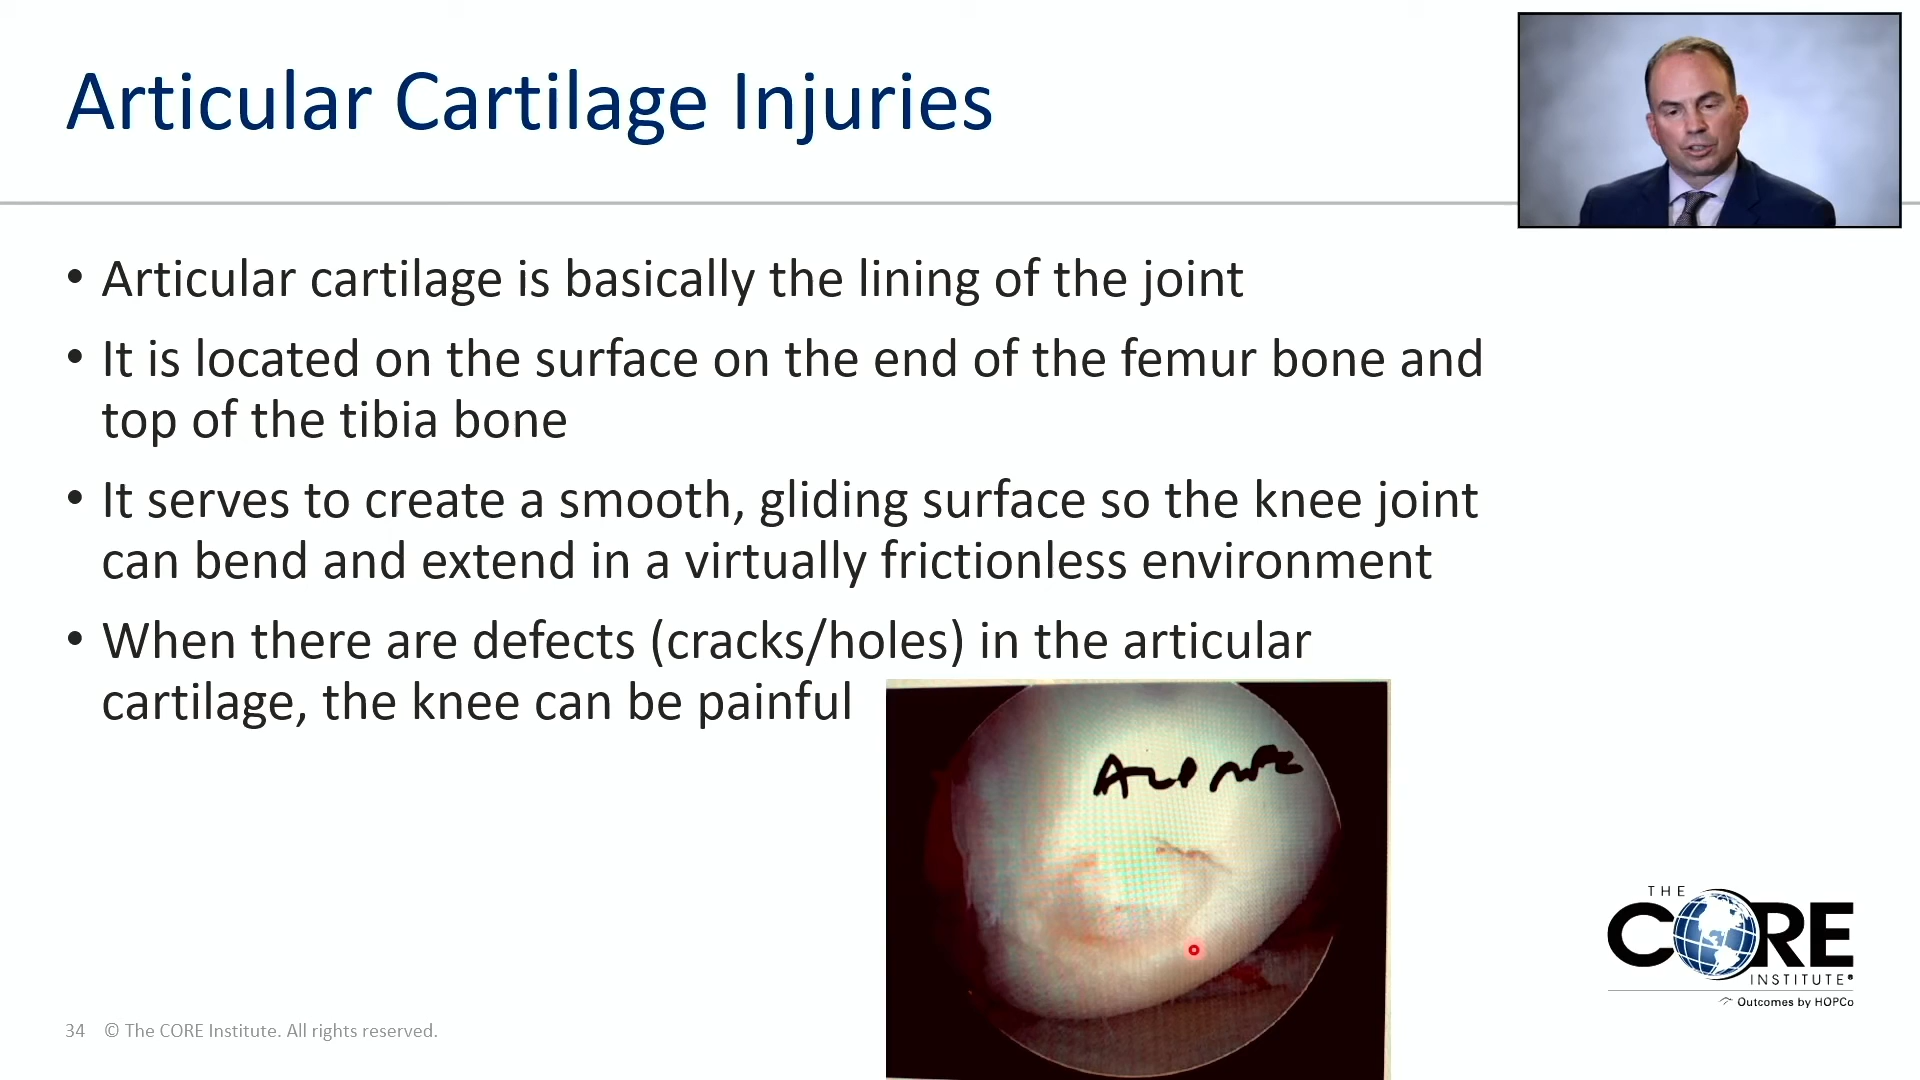 Articular Cartilage Injuries
• Articular cartilage is basically the lining of the joint
• It is located on the surface on the end of the femur bone and
top of the tibia bone
• It serves to create a smooth, gliding surface so the knee joint
can bend and extend in a virtually frictionless environment
• When there are defects (cracks/holes) in the articular
cartilage, the knee can be painful
THE
CORE
INSTITUTE®
Outcomes by HOPCo
34 © The CORE Institute. All rights reserved.